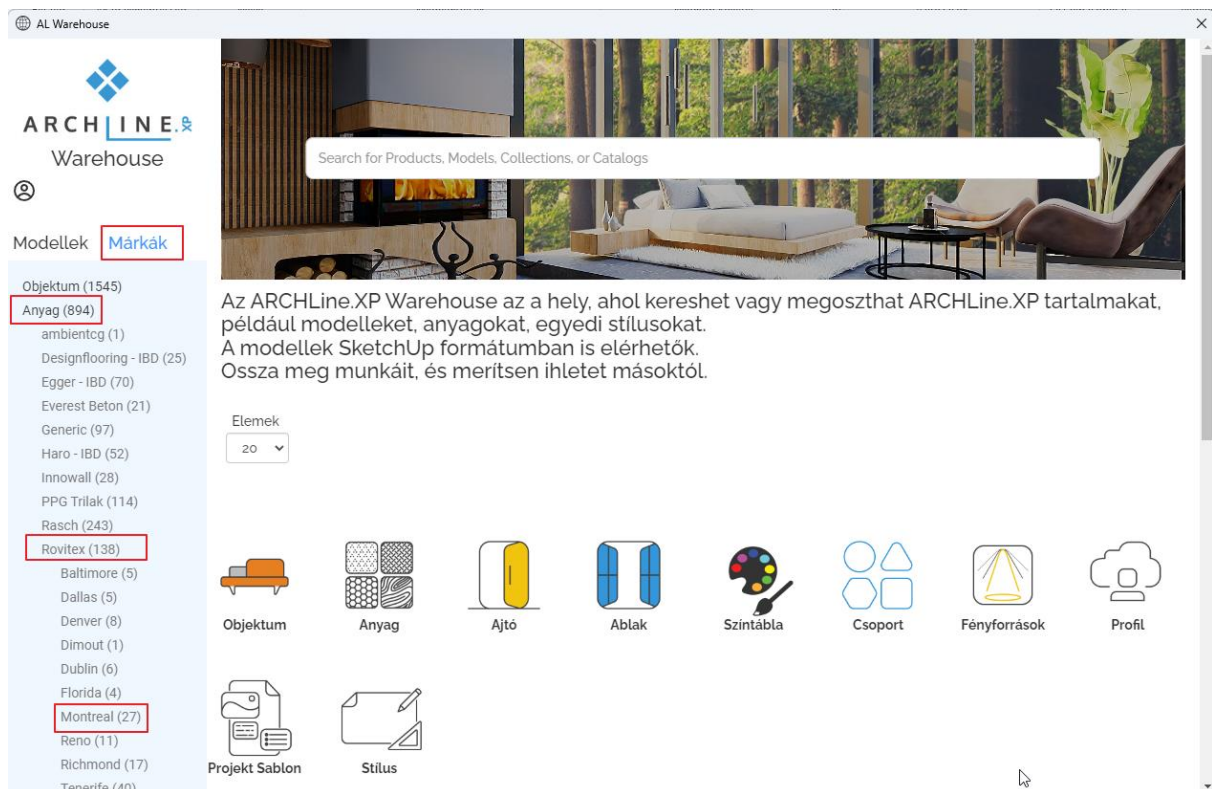 AL Warehouse
ARCHLINE.XP
Warehouse
Modellek Márkák
Objektum (1545)
Anyag (894)
ambientcg (1)
Designflooring - IBD (25)
Egger - IBD (70)
Everest Beton (21)
Generic (97)
Haro - IBD (52)
Innowall (28)
PPG Trilak (114)
Rasch (243)
Rovitex (138)
Baltimore (5)
Dallas (5)
Denver (8)
Dimout (1)
Dublin (6)
Florida (4)
Montreal (27)
Reno (11)
Richmond (17)
Tenerife (40)
Search for Products, Models, Collections, or Catalogs
Az ARCHLine.XP Warehouse az a hely, ahol kereshet vagy megoszthat ARCHLine.XP tartalmakat,
például modelleket, anyagokat, egyedi stílusokat.
A modellek SketchUp formátumban is elérhetők.
Ossza meg munkáit, és merítsen ihletet másoktól.
Elemek
20
Objektum Anyag Ajtó Ablak Színtábla Csoport Fényforrások Profil
Projekt Sablon Stílus